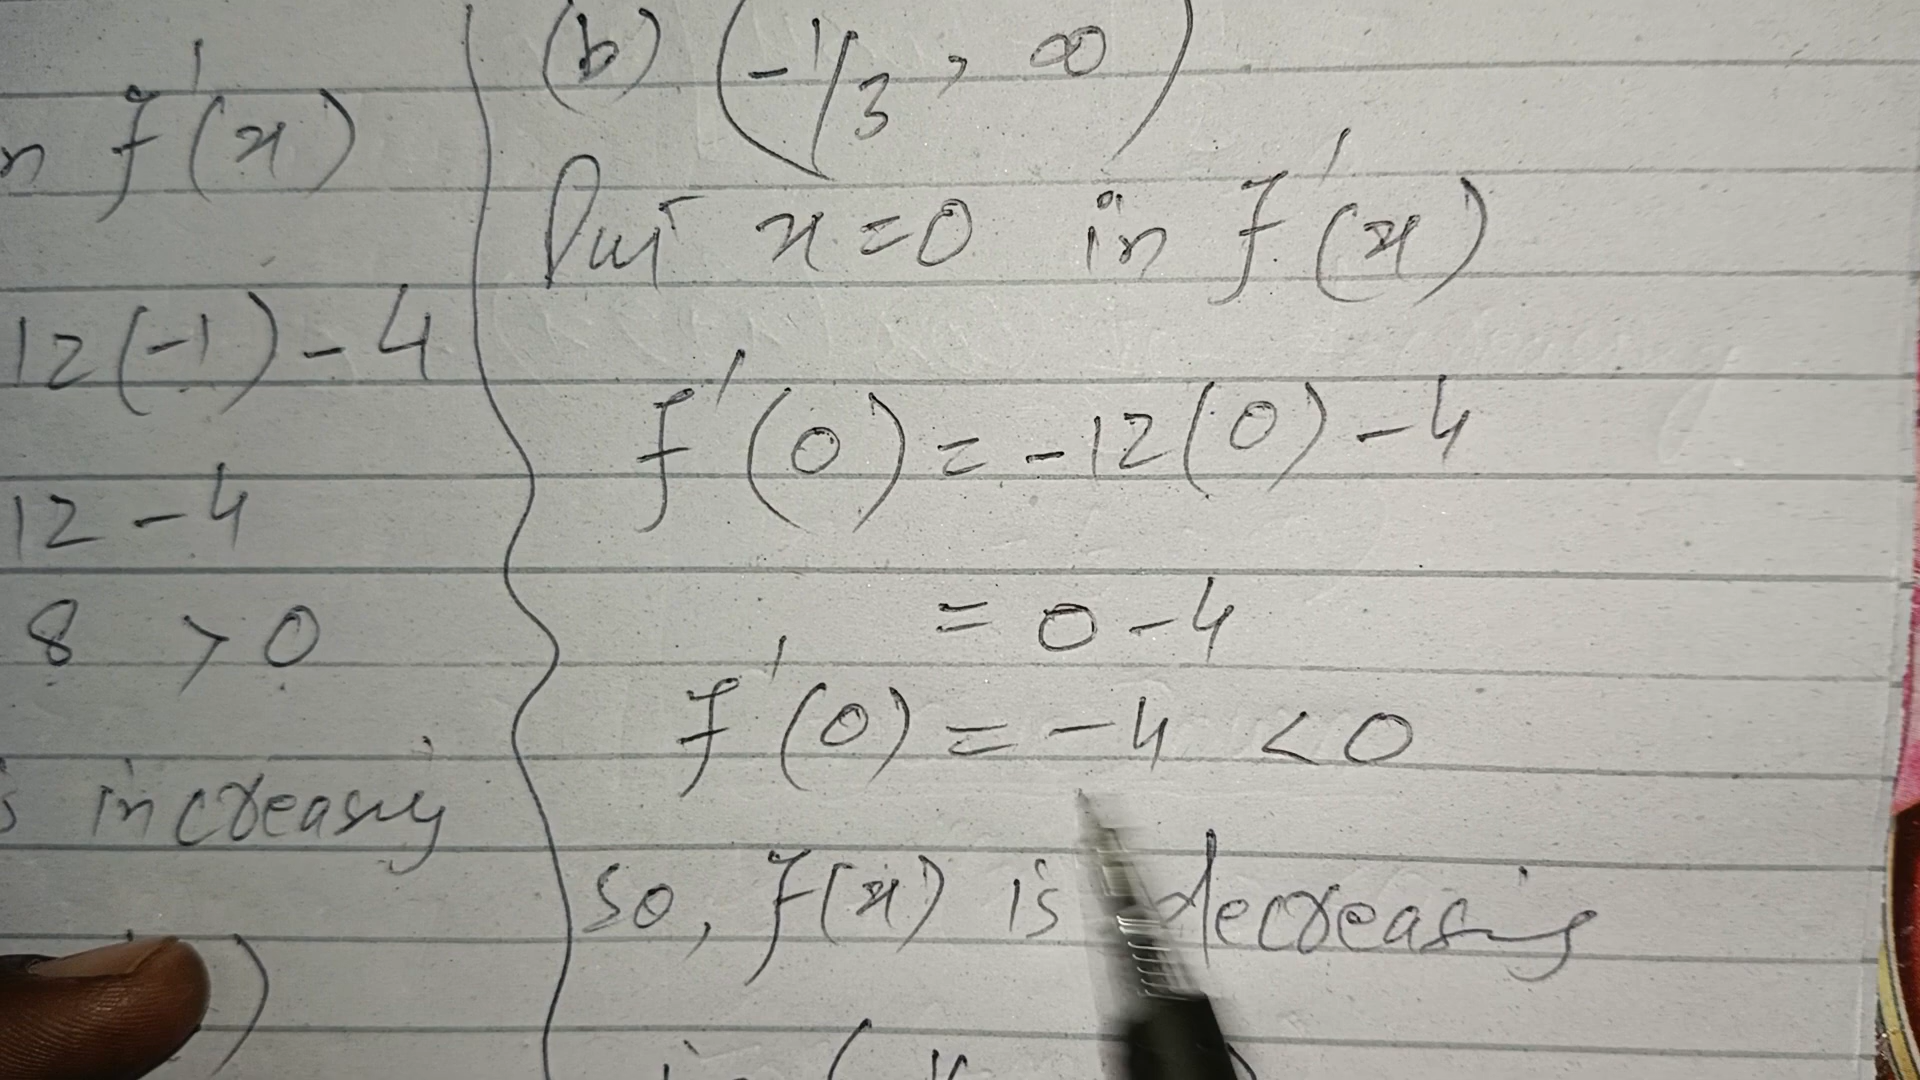 n f'(x)
12(-1)-4
12-4
8 > 0
s increasing
)
(b) (-1/3, ∞)
Put x=0 in f'(x)
f'(0) = -12(0)-4
= 0-4
f'(0) = -4 < 0
so, f(x) is decreasing